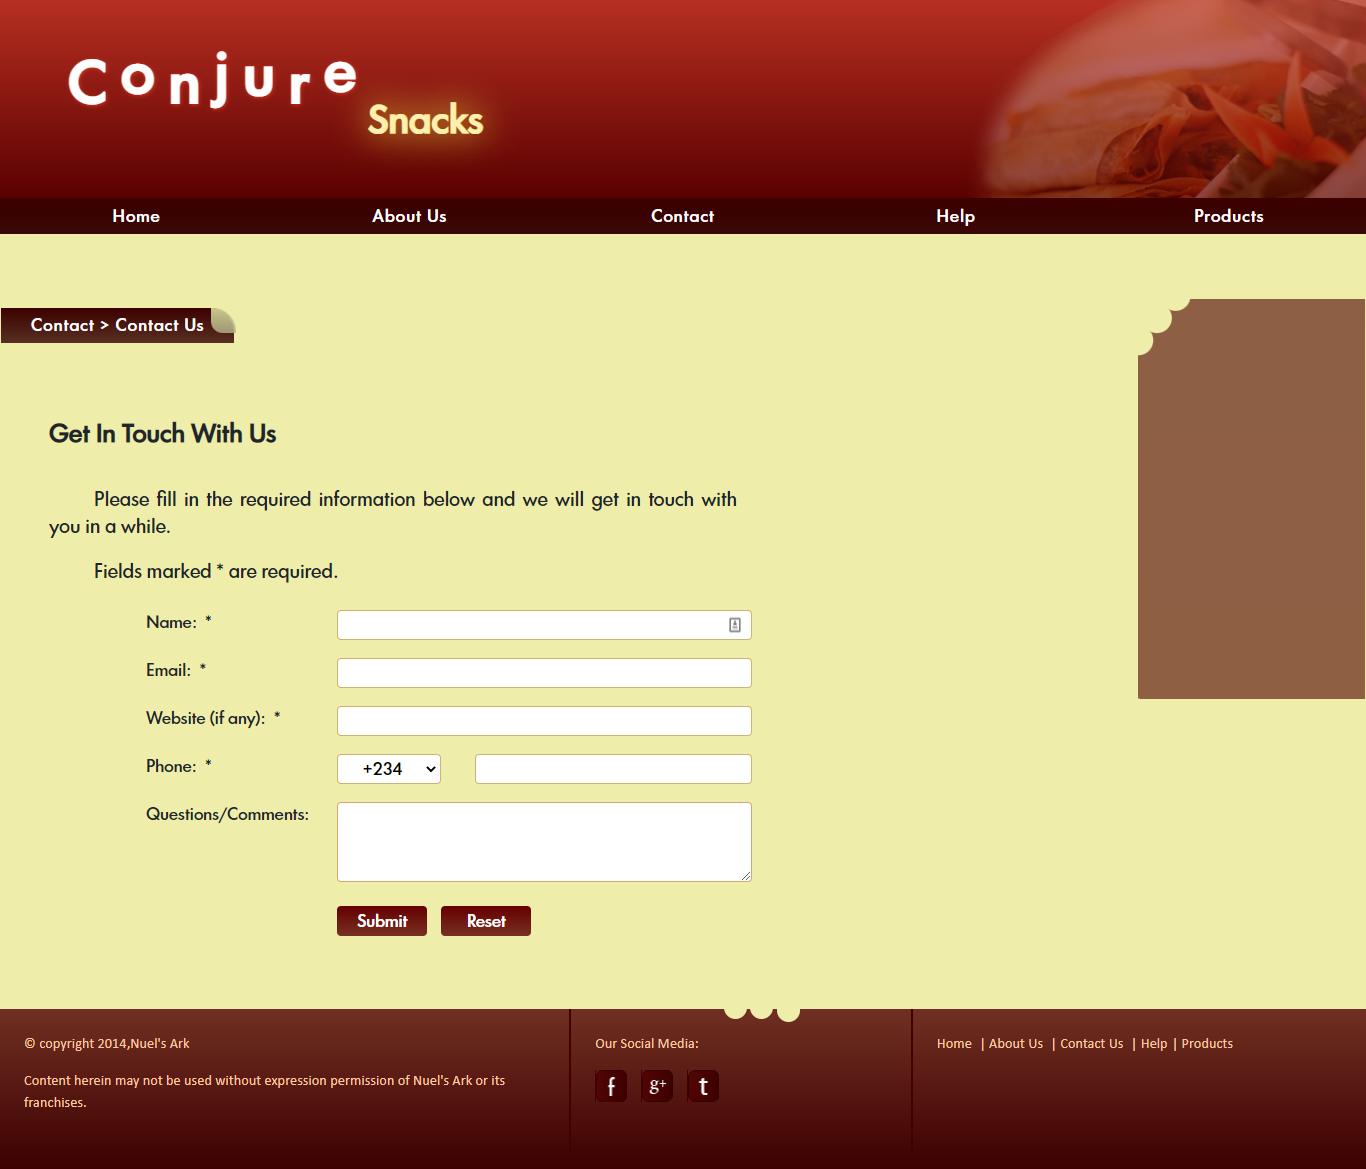 Conjure
Snacks
Home About Us Contact Help Products
Contact > Contact Us
Get In Touch With Us
Please fill in the required information below and we will get in touch with
you in a while.
Fields marked * are required.
Name: *
Email: *
Website (if any): *
Phone: * +234
Questions/Comments:
Submit Reset
© copyright 2014,Nuel's Ark
Content herein may not be used without expression permission of Nuel's Ark or its
franchises.
Our Social Media:
f g+ t
Home | About Us | Contact Us | Help | Products